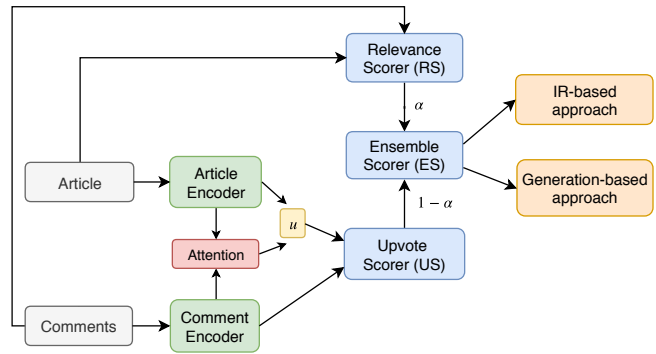 Relevance
Scorer (RS)
α
IR-based
approach
Ensemble
Scorer (ES)
Article
Article
Encoder
Generation-based
approach
1 − α
u
Attention
Upvote
Scorer (US)
Comments
Comment
Encoder